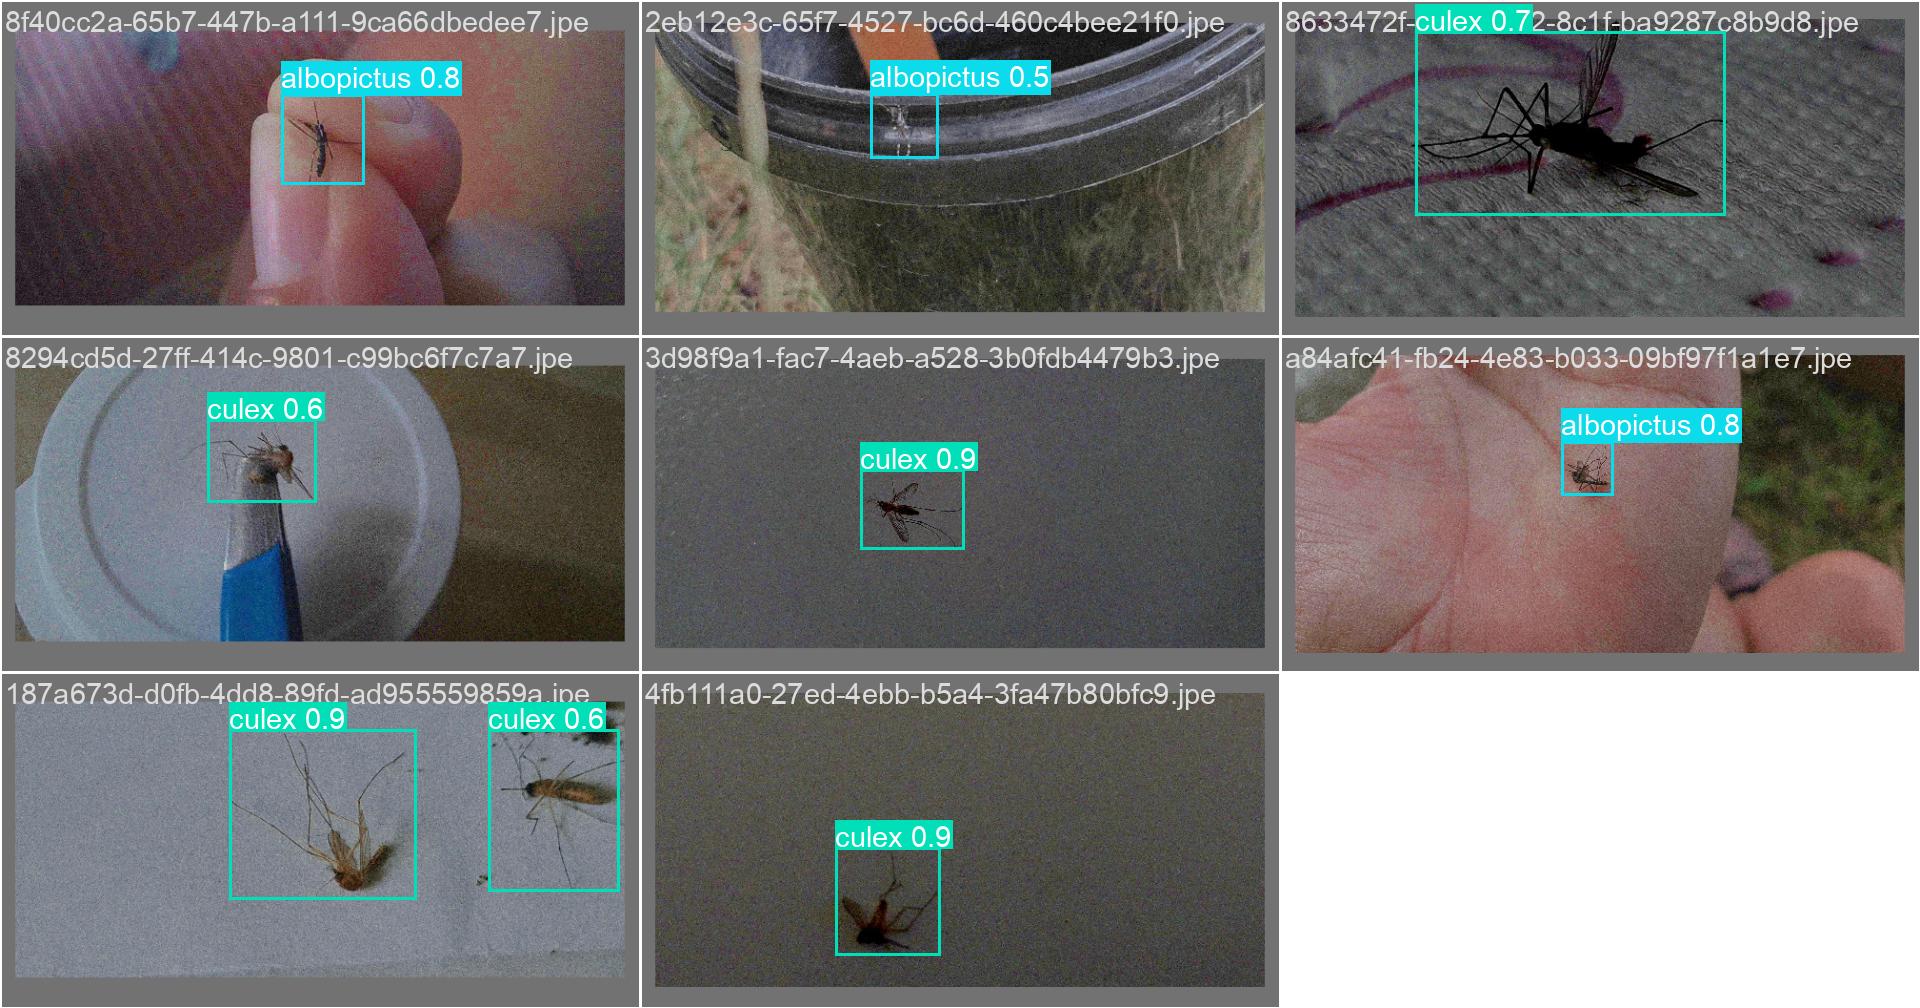 8f40cc2a-65b7-447b-a111-9ca66dbedee7.jpe
albopictus 0.8
2eb12e3c-65f7-4527-bc6d-460c4bee21f0.jpe
albopictus 0.5
8633472f- 2-8c1f-ba9287c8b9d8.jpe
culex 0.7
8294cd5d-27ff-414c-9801-c99bc6f7c7a7.jpe
culex 0.6
3d98f9a1-fac7-4aeb-a528-3b0fdb4479b3.jpe
culex 0.9
a84afc41-fb24-4e83-b033-09bf97f1a1e7.jpe
albopictus 0.8
187a673d-d0fb-4dd8-89fd-ad955559859a.jpe
culex 0.9
culex 0.6
4fb111a0-27ed-4ebb-b5a4-3fa47b80bfc9.jpe
culex 0.9